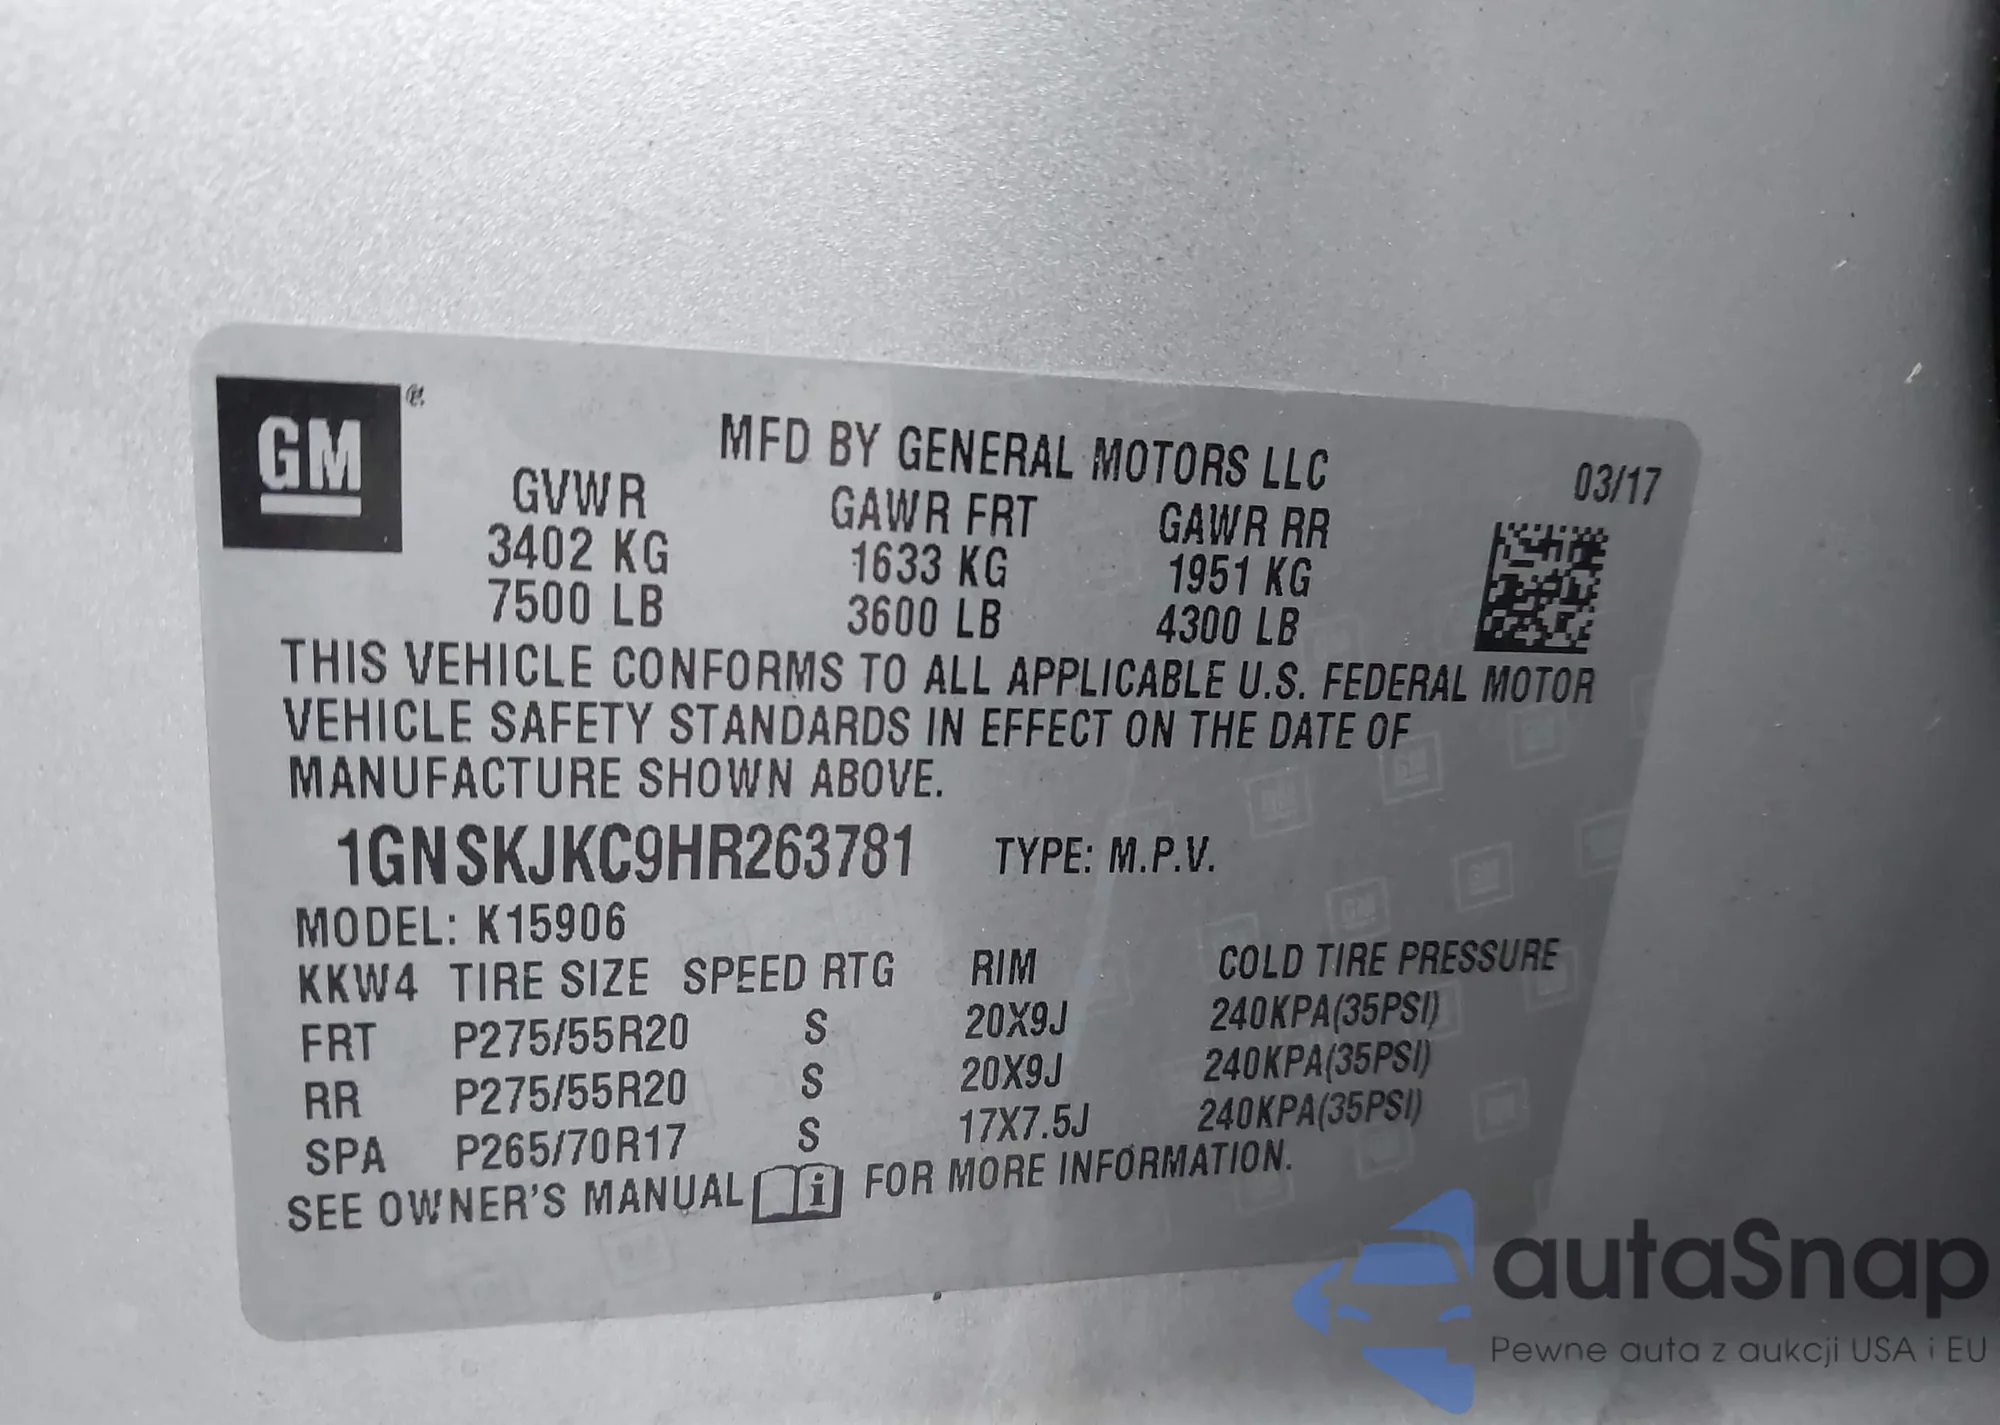 GM
MFD BY GENERAL MOTORS LLC 03/17
GVWR GAWR FRT GAWR RR
3402 KG 1633 KG 1951 KG
7500 LB 3600 LB 4300 LB
THIS VEHICLE CONFORMS TO ALL APPLICABLE U.S. FEDERAL MOTOR
VEHICLE SAFETY STANDARDS IN EFFECT ON THE DATE OF
MANUFACTURE SHOWN ABOVE.
1GNSKJKC9HR263781 TYPE: M.P.V.
MODEL: K15906
KKW4 TIRE SIZE SPEED RTG RIM COLD TIRE PRESSURE
FRT P275/55R20 S 20X9J 240KPA(35PSI)
RR P275/55R20 S 20X9J 240KPA(35PSI)
SPA P265/70R17 S 17X7.5J 240KPA(35PSI)
SEE OWNER'S MANUAL i FOR MORE INFORMATION.
autaSnap
Pewne auta z aukcji USA i EU